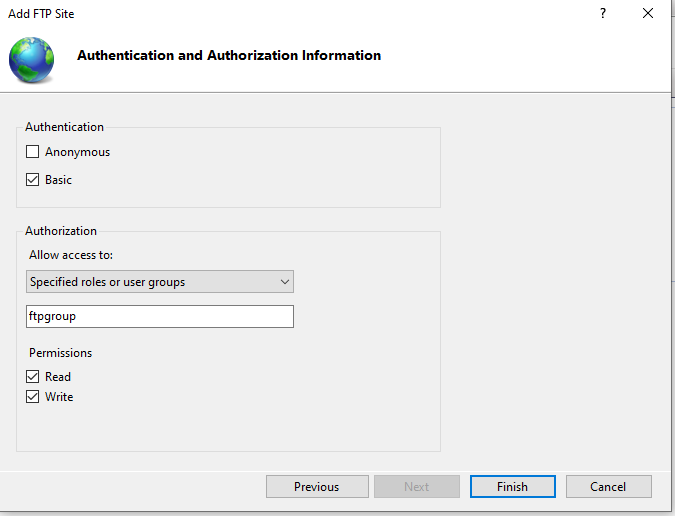 Add FTP Site
?
Authentication and Authorization Information
Authentication
Anonymous
Basic
Authorization
Allow access to:
Specified roles or user groups
ftpgroup
Permissions
Read
Write
Previous Next Finish Cancel